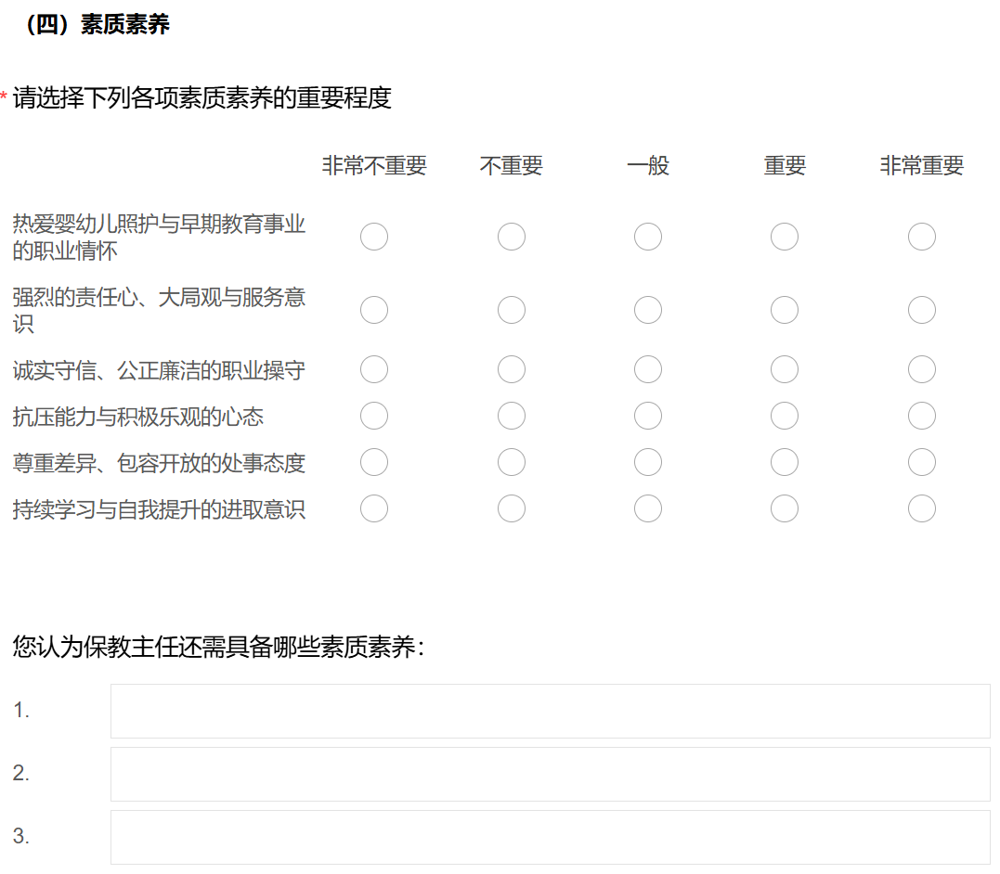 （四）素质素养
* 请选择下列各项素质素养的重要程度
非常不重要 不重要 一般 重要 非常重要
热爱婴幼儿照护与早期教育事业
的职业情怀
强烈的责任心、大局观与服务意
识
诚实守信、公正廉洁的职业操守
抗压能力与积极乐观的心态
尊重差异、包容开放的处事态度
持续学习与自我提升的进取意识
您认为保教主任还需具备哪些素质素养：
1.
2.
3.